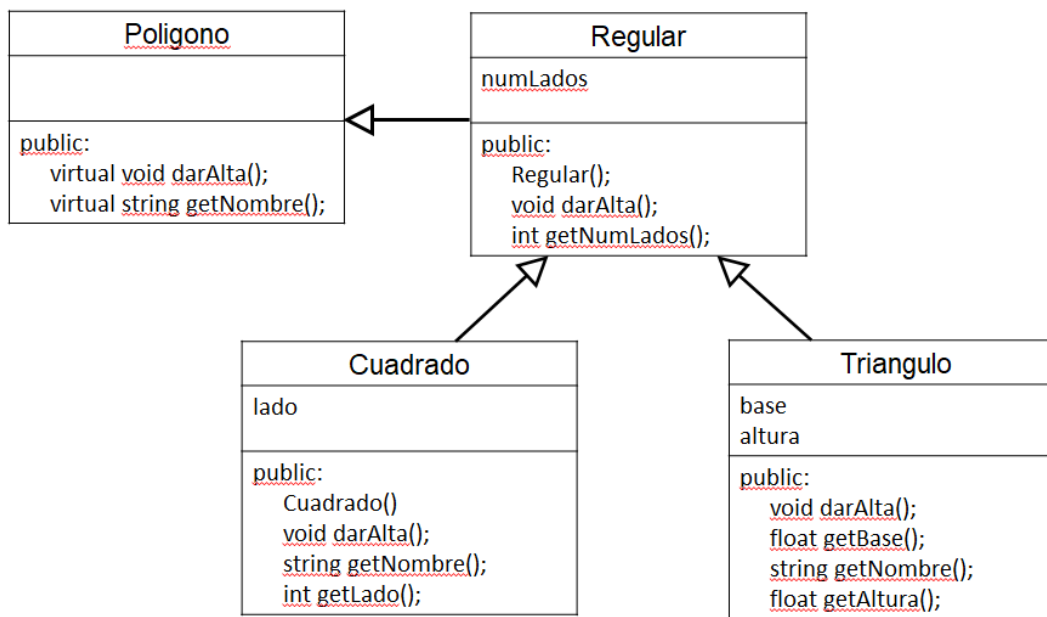 Poligono
public:
virtual void darAlta();
virtual string getNombre();
Regular
numLados
public:
Regular();
void darAlta();
int getNumLados();
Cuadrado
lado
public:
Cuadrado()
void darAlta();
string getNombre();
int getLado();
Triangulo
base
altura
public:
void darAlta();
float getBase();
string getNombre();
float getAltura();